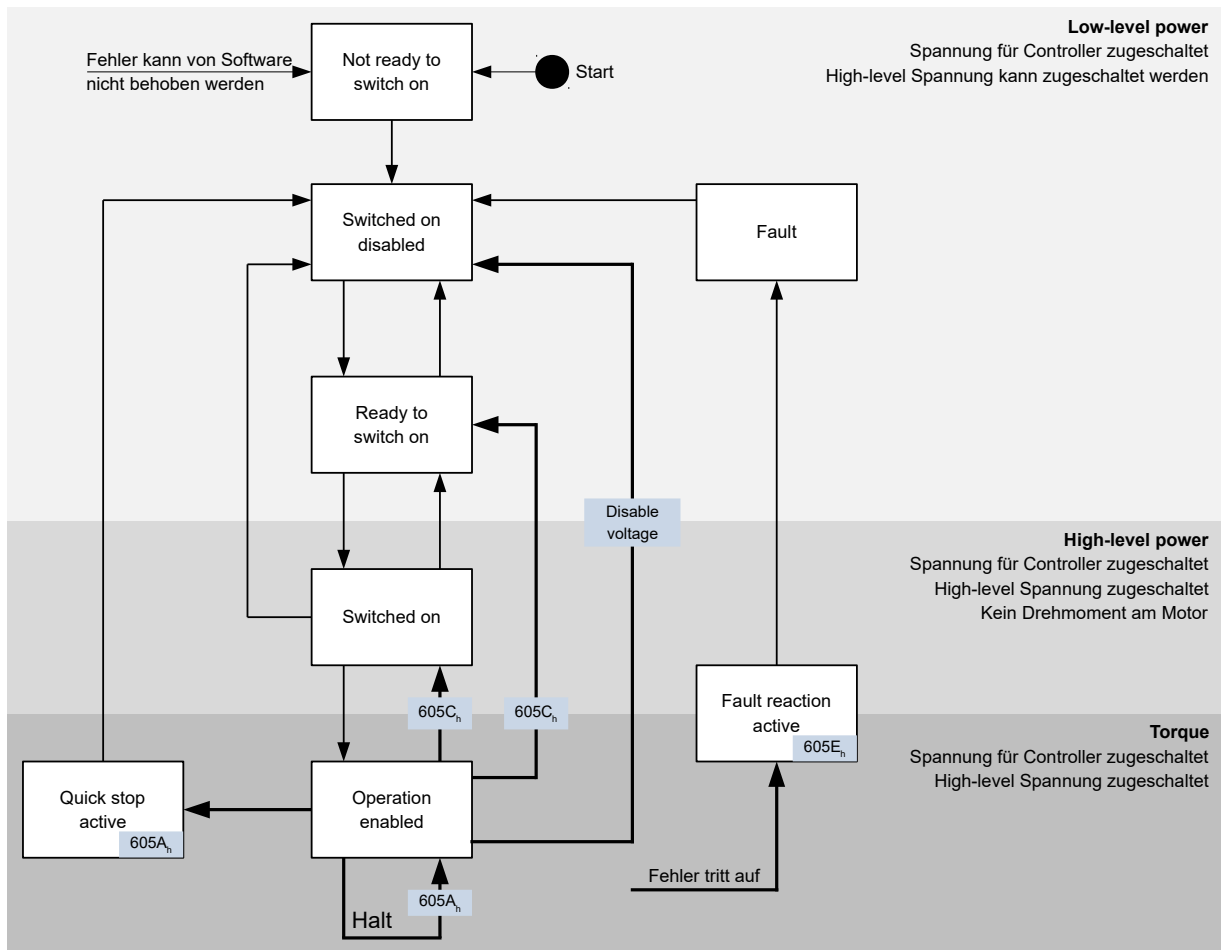 Low-level power
Spannung für Controller zugeschaltet
High-level Spannung kann zugeschaltet werden
Fehler kann von Software
nicht behoben werden
Not ready to
switch on
Start
Switched on
disabled
Fault
Ready to
switch on
Disable
voltage
High-level power
Spannung für Controller zugeschaltet
High-level Spannung zugeschaltet
Kein Drehmoment am Motor
Switched on
605Ch
605Ch
Fault reaction
active
605Eh
Torque
Spannung für Controller zugeschaltet
High-level Spannung zugeschaltet
Quick stop
active
605Ah
Operation
enabled
Fehler tritt auf
605Ah
Halt